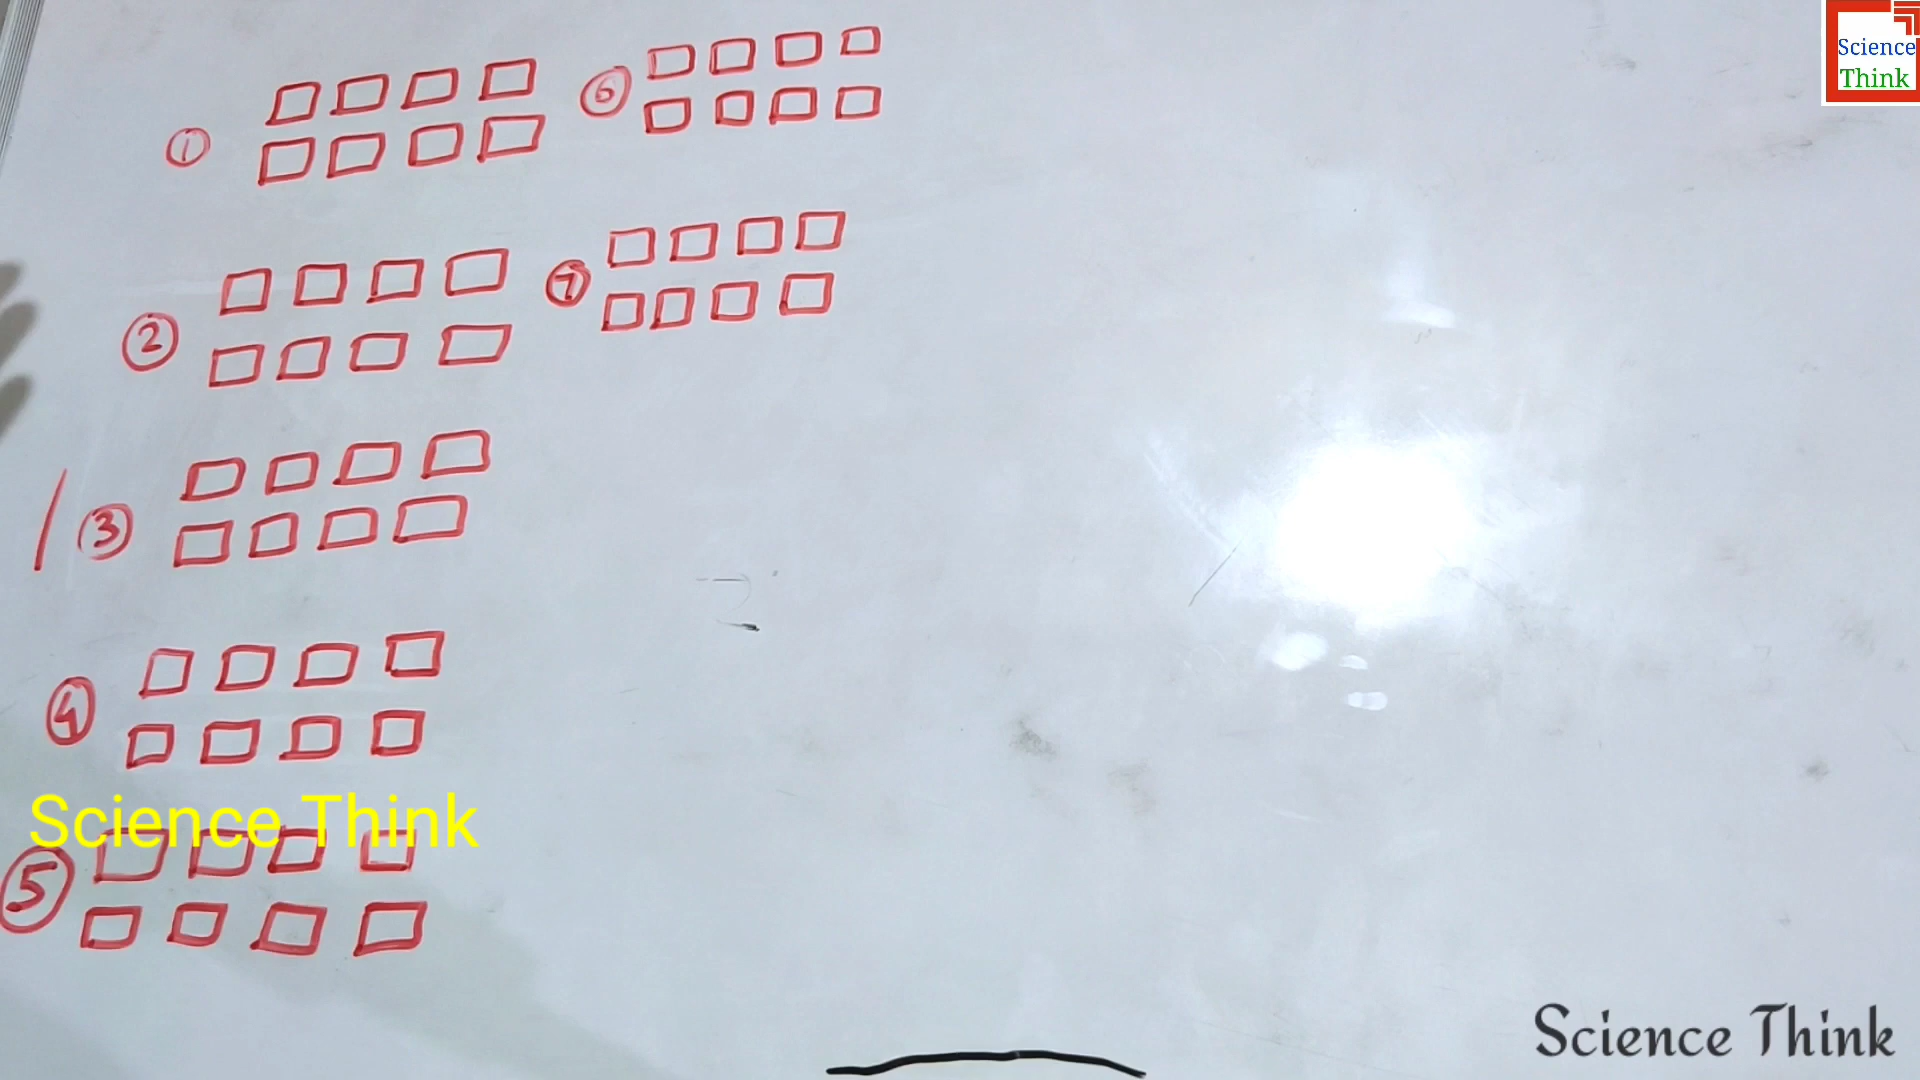 ①
②
③
④
⑤
⑥
⑦
Science Think
Science
Think
Science Think